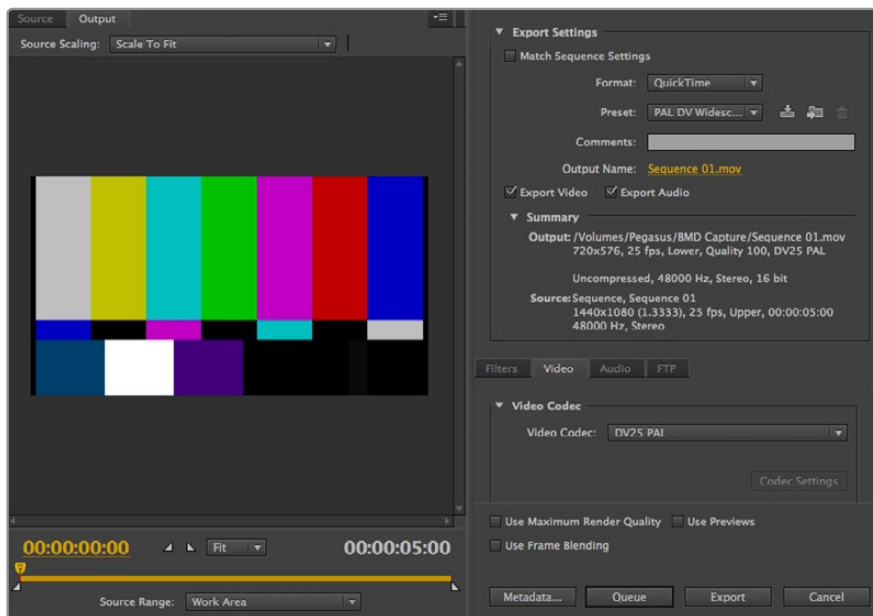 Source Output
Source Scaling: Scale To Fit
00:00:00:00 Fit 00:00:05:00
Source Range: Work Area
Export Settings
Match Sequence Settings
Format: QuickTime
Preset: PAL DV Widesc...
Comments:
Output Name: Sequence 01.mov
Export Video Export Audio
Summary
Output: /Volumes/Pegasus/BMD Capture/Sequence 01.mov
720x576, 25 fps, Lower, Quality 100, DV25 PAL
Uncompressed, 48000 Hz, Stereo, 16 bit
Source: Sequence, Sequence 01
1440x1080 (1.3333), 25 fps, Upper, 00:00:05:00
48000 Hz, Stereo
Filters Video Audio FTP
Video Codec
Video Codec: DV25 PAL
Codec Settings
Use Maximum Render Quality Use Previews
Use Frame Blending
Metadata... Queue Export Cancel